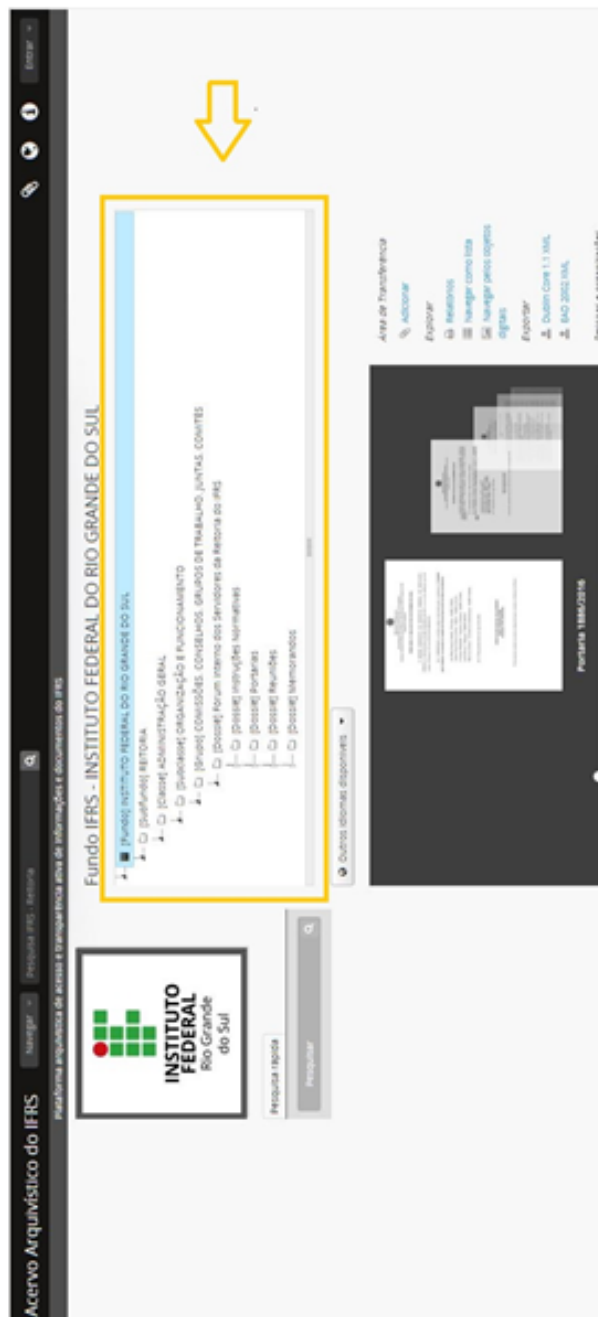 Acervo Arquivístico do IFRS
Navegar
Pesquisa IFRS - Reitoria
Entrar
Plataforma arquivística de acesso e transparência ativa de informações e documentos do IFRS
INSTITUTO
FEDERAL
Rio Grande
do Sul
Pesquisa rápida
Pesquisar
Fundo IFRS - INSTITUTO FEDERAL DO RIO GRANDE DO SUL
[Fundo] INSTITUTO FEDERAL DO RIO GRANDE DO SUL
[Subfundo] REITORIA
[Classe] ADMINISTRAÇÃO GERAL
[Subclasse] ORGANIZAÇÃO E FUNCIONAMENTO
[Grupo] COMISSÕES. CONSELHOS. GRUPOS DE TRABALHO. JUNTAS. COMITÊS
[Dossiê] Forum Interno dos Servidores da Reitoria do IFRS
[Dossiê] Instruções Normativas
[Dossiê] Portarias
[Dossiê] Reuniões
[Dossiê] Memorandos
Outros idiomas disponíveis
Portaria 1886/2016
Área de Transferência
Adicionar
Explorar
Relatórios
Navegar como lista
Navegar pelos objetos
digitais
Exportar
Dublin Core 1.1 XML
EAD 2002 XML